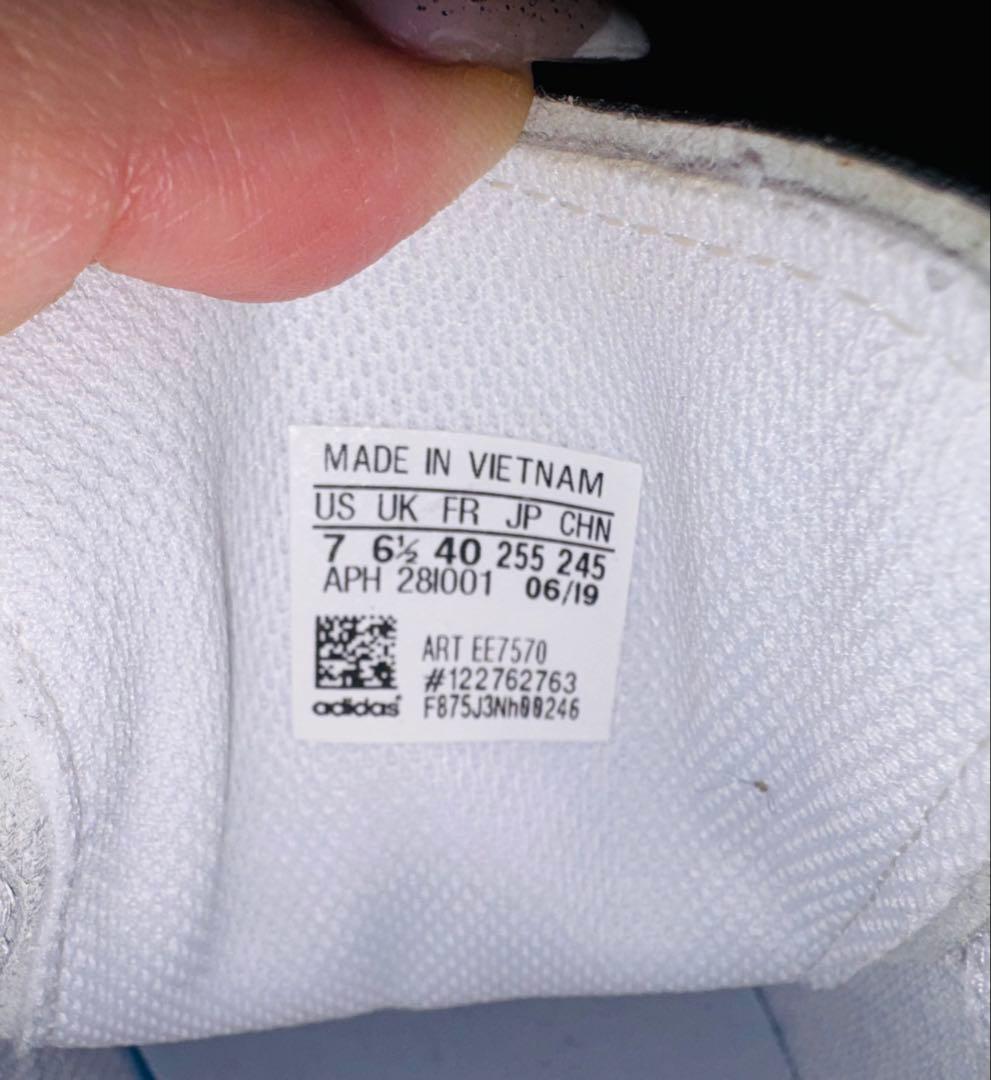 MADE IN VIETNAM
US UK FR JP CHN
7 6½ 40 255 245
APH 28I001 06/19
ART EE7570
#122762763
adidas F875J3Nh00246